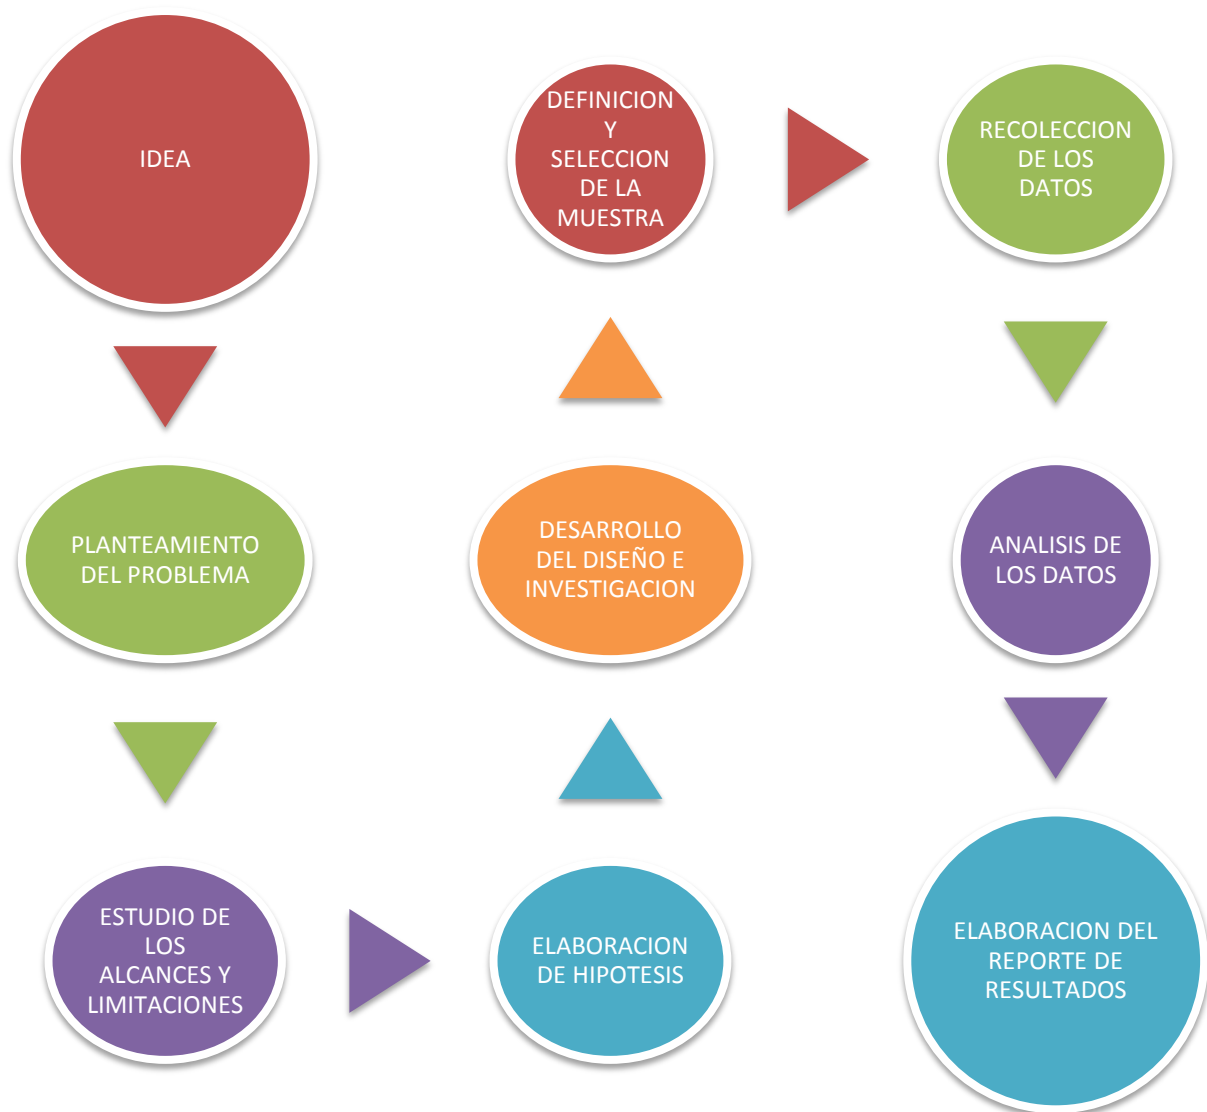 IDEA
PLANTEAMIENTO
DEL PROBLEMA
ESTUDIO DE
LOS
ALCANCES Y
LIMITACIONES
ELABORACION
DE HIPOTESIS
DESARROLLO
DEL DISEÑO E
INVESTIGACION
DEFINICION
Y
SELECCION
DE LA
MUESTRA
RECOLECCION
DE LOS
DATOS
ANALISIS DE
LOS DATOS
ELABORACION DEL
REPORTE DE
RESULTADOS